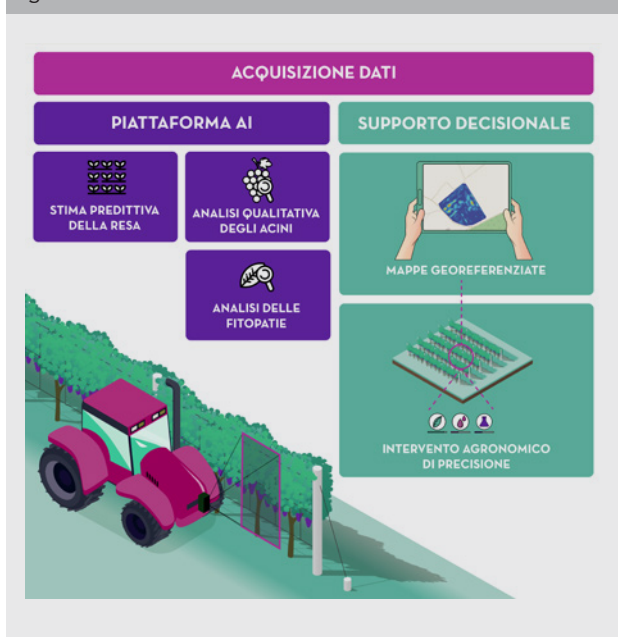 ACQUISIZIONE DATI
PIATTAFORMA AI
SUPPORTO DECISIONALE
STIMA PREDITTIVA
DELLA RESA
ANALISI QUALITATIVA
DEGLI ACINI
ANALISI DELLE
FITOPATIE
MAPPE GEOREFERENZIATE
INTERVENTO AGRONOMICO
DI PRECISIONE